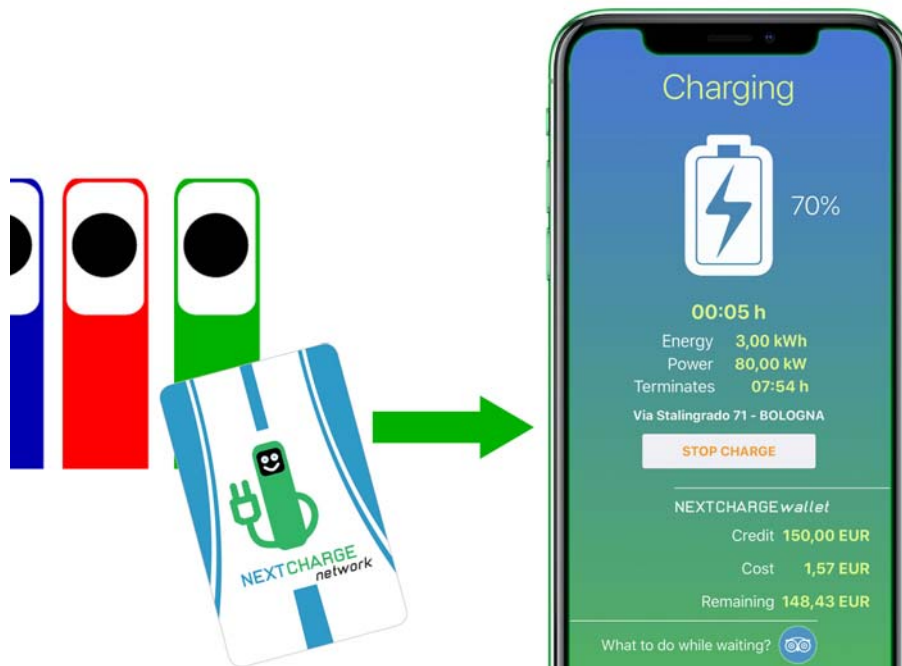 Charging
70%
00:05 h
Energy 3,00 kWh
Power 80,00 kW
Terminates 07:54 h
Via Stalingrado 71 - BOLOGNA
STOP CHARGE
NEXTCHARGE wallet
Credit 150,00 EUR
Cost 1,57 EUR
Remaining 148,43 EUR
What to do while waiting?
NEXTCHARGE
network